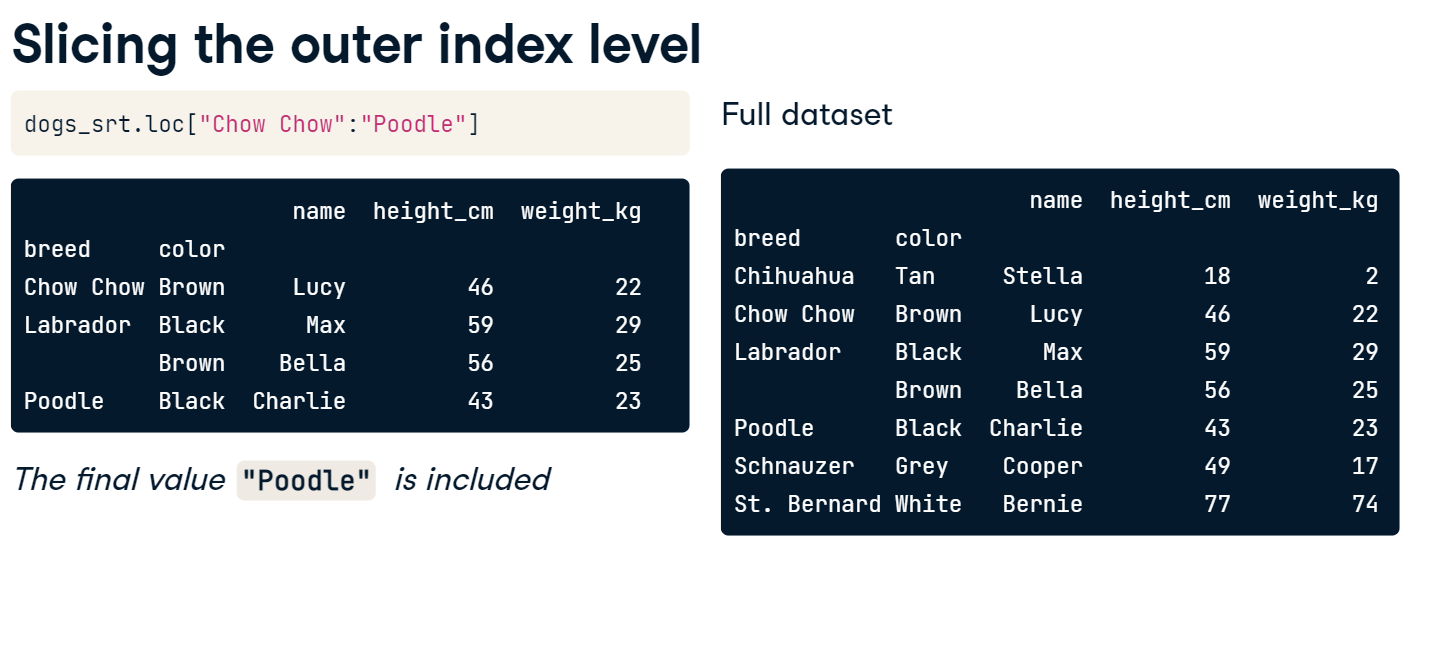 Slicing the outer index level
dogs_srt.loc["Chow Chow":"Poodle"]
name height_cm weight_kg
breed color
Chow Chow Brown Lucy 46 22
Labrador Black Max 59 29
Brown Bella 56 25
Poodle Black Charlie 43 23
The final value "Poodle" is included
Full dataset
name height_cm weight_kg
breed color
Chihuahua Tan Stella 18 2
Chow Chow Brown Lucy 46 22
Labrador Black Max 59 29
Brown Bella 56 25
Poodle Black Charlie 43 23
Schnauzer Grey Cooper 49 17
St. Bernard White Bernie 77 74